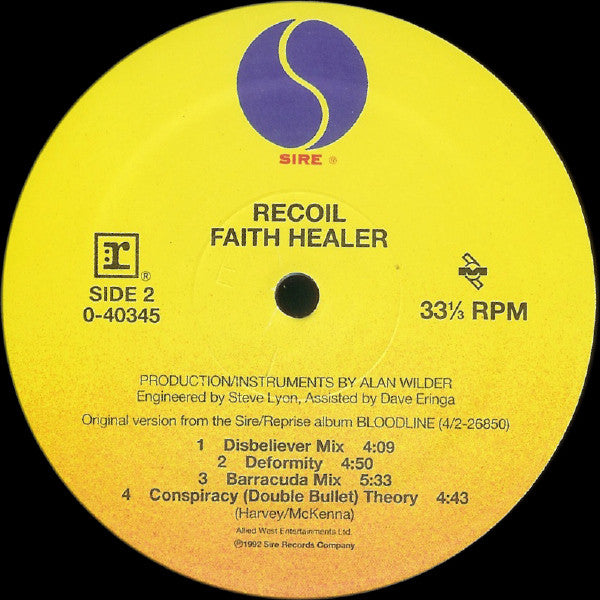 SIRE ®
RECOIL
FAITH HEALER
r ®
SIDE 2
0-40345
33⅓ RPM
PRODUCTION/INSTRUMENTS BY ALAN WILDER
Engineered by Steve Lyon, Assisted by Dave Eringa
Original version from the Sire/Reprise album BLOODLINE (4/2-26850)
1 Disbeliever Mix 4:09
2 Deformity 4:50
3 Barracuda Mix 5:33
4 Conspiracy (Double Bullet) Theory 4:43
(Harvey/McKenna)
Allied West Entertainments Ltd.
℗1992 Sire Records Company